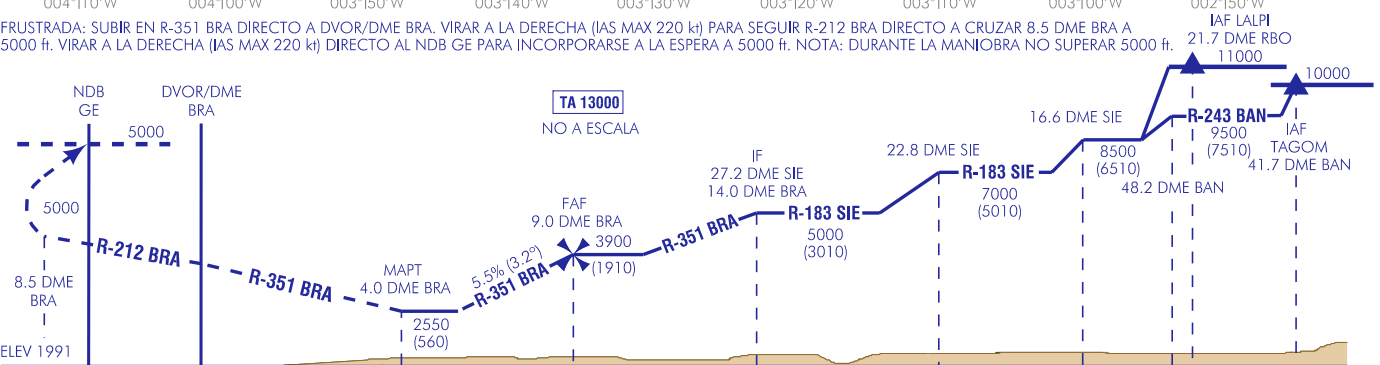 004°10'W 004°05'W 003°50'W 003°40'W 003°30'W 003°20'W 003°10'W 003°00'W 002°50'W
FRUSTRADA: SUBIR EN R-351 BRA DIRECTO A DVOR/DME BRA. VIRAR A LA DERECHA (IAS MAX 220 kt) PARA SEGUIR R-212 BRA DIRECTO A CRUZAR 8.5 DME BRA A
5000 ft. VIRAR A LA DERECHA (IAS MAX 220 kt) DIRECTO AL NDB GE PARA INCORPORARSE A LA ESPERA A 5000 ft. NOTA: DURANTE LA MANIOBRA NO SUPERAR 5000 ft.
NDB
GE
DVOR/DME
BRA
5000
5000
R-212 BRA
8.5 DME
BRA
ELEV 1991
R-351 BRA
MAPT
4.0 DME BRA
2550
(560)
5.5% (3.2°)
R-351 BRA
TA 13000
NO A ESCALA
FAF
9.0 DME BRA
3900
(1910)
R-351 BRA
IF
27.2 DME SIE
14.0 DME BRA
R-183 SIE
5000
(3010)
22.8 DME SIE
R-183 SIE
7000
(5010)
16.6 DME SIE
8500
(6510)
48.2 DME BAN
IAF LALPI
21.7 DME RBO
11000
R-243 BAN
9500
(7510)
10000
IAF
TAGOM
41.7 DME BAN